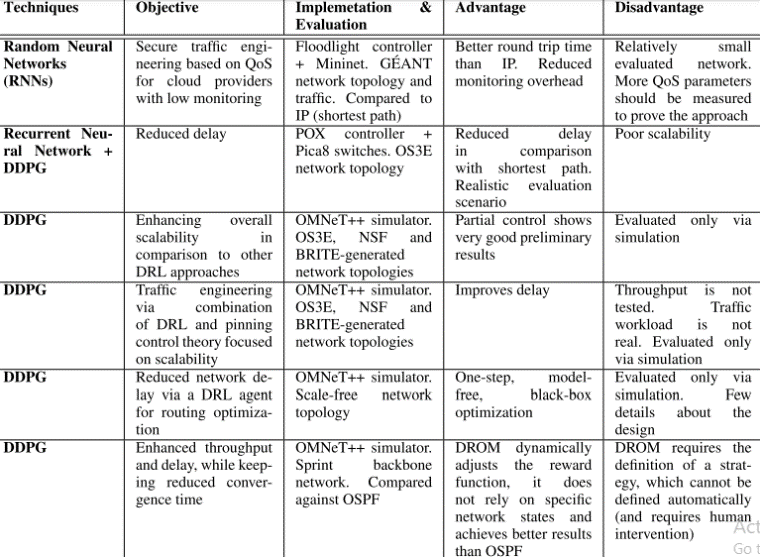 Techniques
Objective
Implemetation &
Evaluation
Advantage
Disadvantage
Random Neural
Networks
(RNNs)
Secure traffic engi-
neering based on QoS
for cloud providers
with low monitoring
Floodlight controller
+ Mininet. GÉANT
network topology and
traffic. Compared to
IP (shortest path)
Better round trip time
than IP. Reduced
monitoring overhead
Relatively small
evaluated network.
More QoS parameters
should be measured
to prove the approach
Recurrent Neu-
ral Network +
DDPG
Reduced delay
POX controller +
Pica8 switches. OS3E
network topology
Reduced delay
in comparison
with shortest path.
Realistic evaluation
scenario
Poor scalability
DDPG
Enhancing overall
scalability in
comparison to other
DRL approaches
OMNeT++ simulator.
OS3E, NSF and
BRITE-generated
network topologies
Partial control shows
very good preliminary
results
Evaluated only via
simulation
DDPG
Traffic engineering
via combination
of DRL and pinning
control theory focused
on scalability
OMNeT++ simulator.
OS3E, NSF and
BRITE-generated
network topologies
Improves delay
Throughput is not
tested. Traffic
workload is not
real. Evaluated only
via simulation
DDPG
Reduced network de-
lay via a DRL agent
for routing optimiza-
tion
OMNeT++ simulator.
Scale-free network
topology
One-step, model-
free, black-box
optimization
Evaluated only via
simulation. Few
details about the
design
DDPG
Enhanced throughput
and delay, while keep-
ing reduced conver-
gence time
OMNeT++ simulator.
Sprint backbone
network. Compared
against OSPF
DROM dynamically
adjusts the reward
function, it does
not rely on specific
network states and
achieves better results
than OSPF
DROM requires the
definition of a strat-
egy, which cannot be
defined automatically
(and requires human
intervention)
Act
Go t